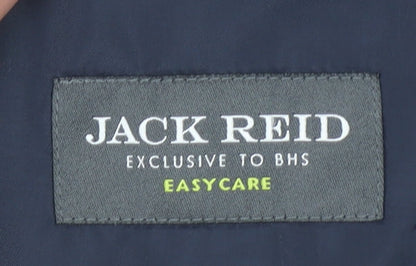 JACK REID
EXCLUSIVE TO BHS
EASYCARE